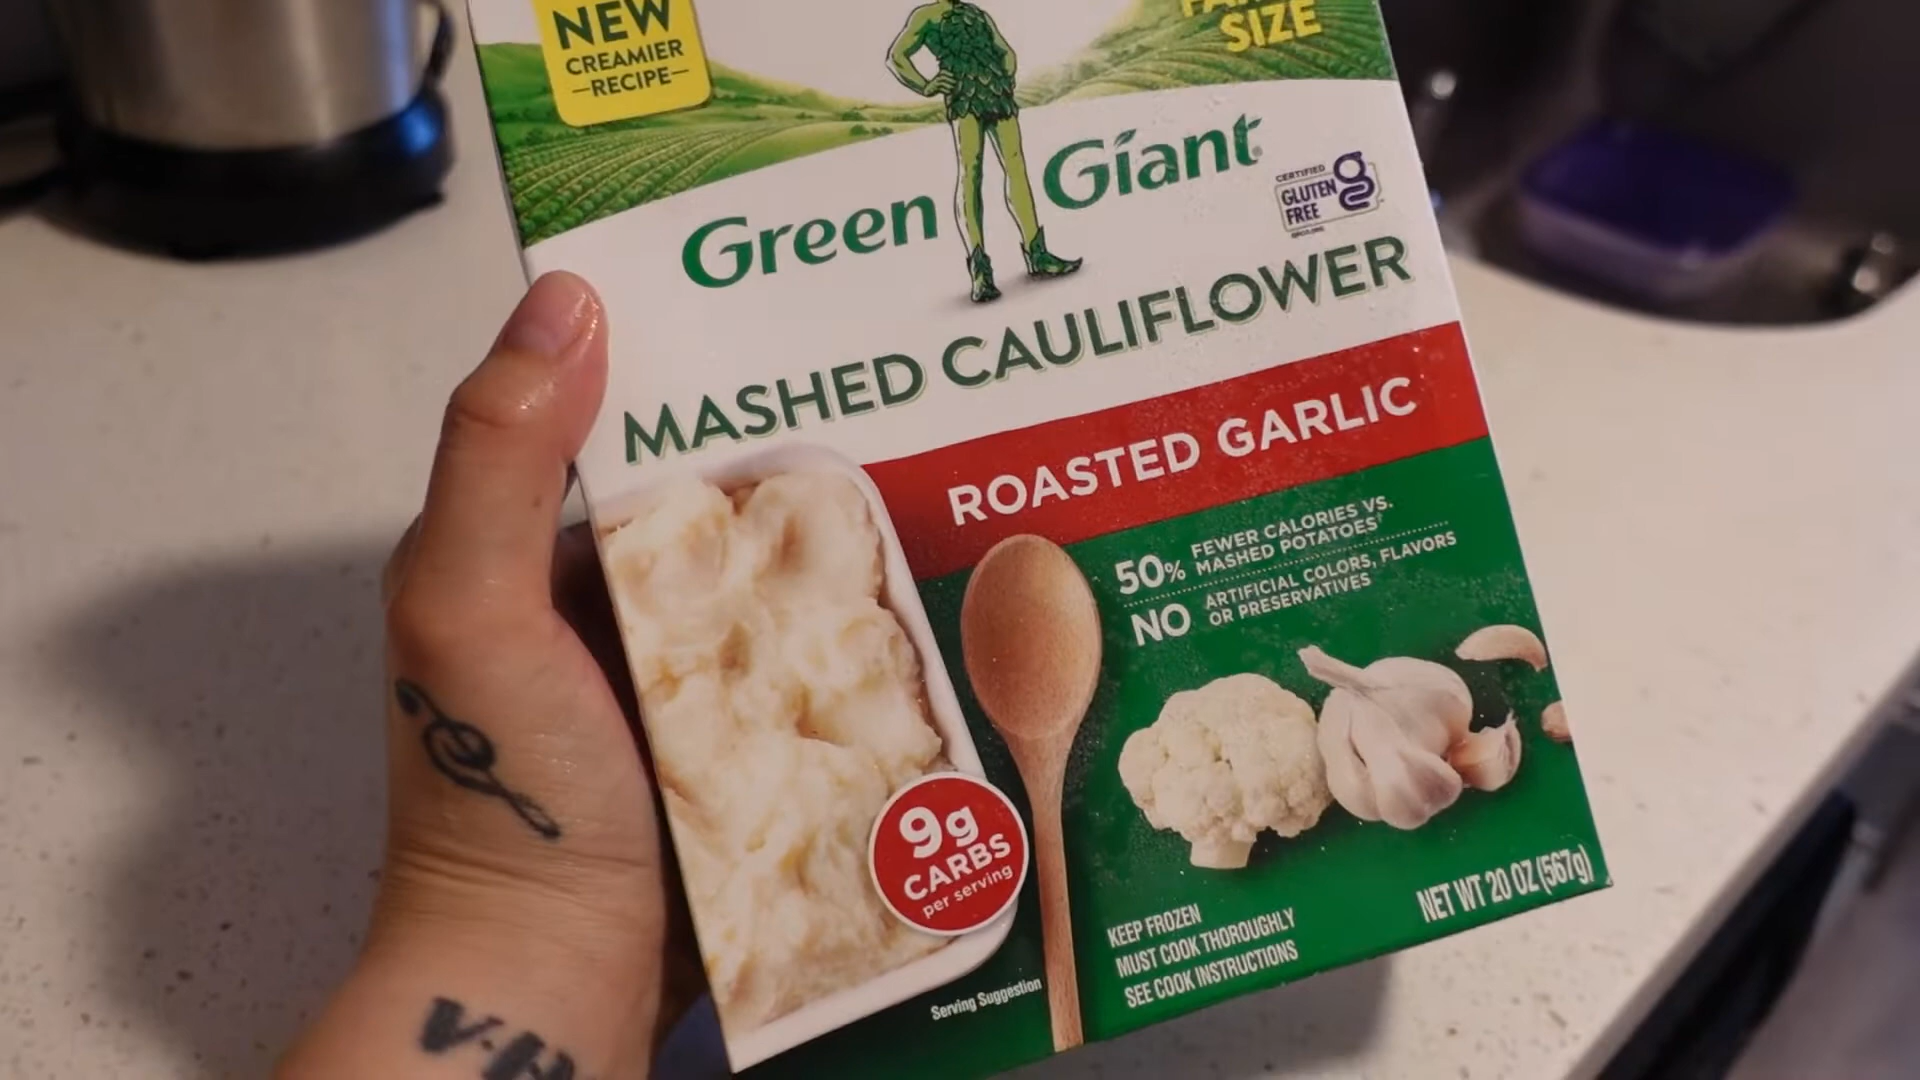 NEW
CREAMIER
—RECIPE—
SIZE
Green Giant
CERTIFIED
GLUTEN
FREE
MASHED CAULIFLOWER
ROASTED GARLIC
50% FEWER CALORIES VS.
MASHED POTATOES†
NO ARTIFICIAL COLORS, FLAVORS
OR PRESERVATIVES
9g
CARBS
per serving
KEEP FROZEN
MUST COOK THOROUGHLY
SEE COOK INSTRUCTIONS
NET WT 20 OZ (567g)
Serving Suggestion